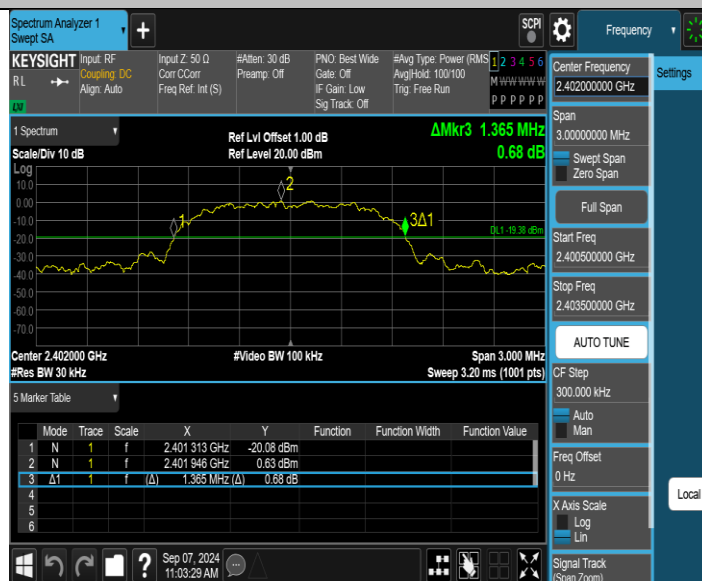 Spectrum Analyzer 1
Swept SA
+
SCPI
Frequency
KEYSIGHT
RL
LXI
Input: RF
Coupling: DC
Align: Auto
Input Z: 50 Ω
Corr CCorr
Freq Ref: Int (S)
#Atten: 30 dB
Preamp: Off
PNO: Best Wide
Gate: Off
IF Gain: Low
Sig Track: Off
#Avg Type: Power (RMS
Avg|Hold: 100/100
Trig: Free Run
1 2 3 4 5 6
M W W W W W
P P P P P P
1 Spectrum
Scale/Div 10 dB
Ref Lvl Offset 1.00 dB
Ref Level 20.00 dBm
ΔMkr3 1.365 MHz
0.68 dB
Log
10.0
0.00
-10.0
-20.0
-30.0
-40.0
-50.0
-60.0
-70.0
1
2
3Δ1
DL1 -19.38 dBm
Center 2.402000 GHz
#Video BW 100 kHz
Span 3.000 MHz
#Res BW 30 kHz
Sweep 3.20 ms (1001 pts)
5 Marker Table
Mode Trace Scale X Y Function Function Width Function Value
1 N 1 f 2.401 313 GHz -20.08 dBm
2 N 1 f 2.401 946 GHz 0.63 dBm
3 Δ1 1 f (Δ) 1.365 MHz (Δ) 0.68 dB
4
5
6
?
Sep 07, 2024
11:03:29 AM
Center Frequency
2.402000000 GHz
Span
3.00000000 MHz
Swept Span
Zero Span
Full Span
Start Freq
2.400500000 GHz
Stop Freq
2.403500000 GHz
AUTO TUNE
CF Step
300.000 kHz
Auto
Man
Freq Offset
0 Hz
X Axis Scale
Log
Lin
Signal Track
(Span Zoom)
Settings
Local